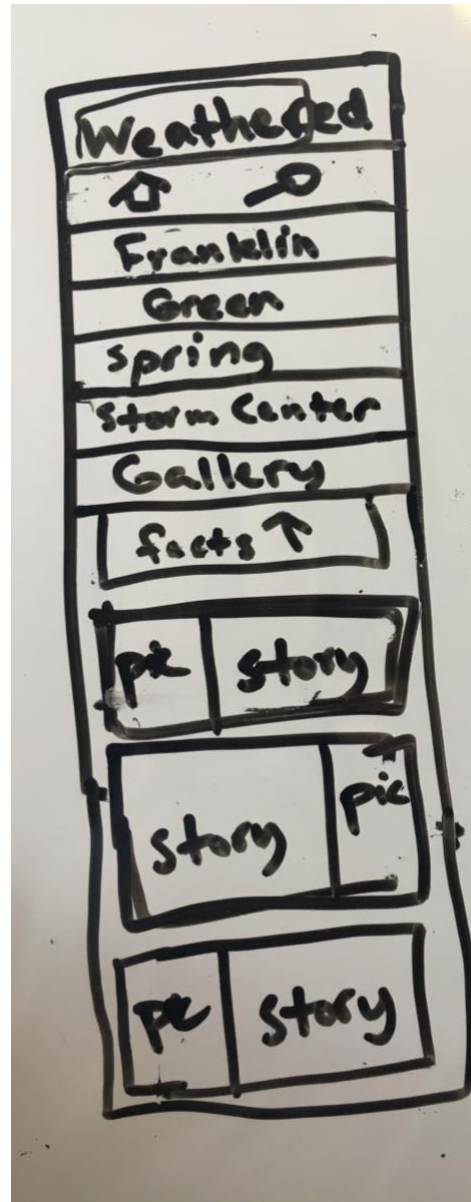 Weathered
Franklin
Green
spring
Storm Center
Gallery
facts ↑
pic story
story pic
pic story